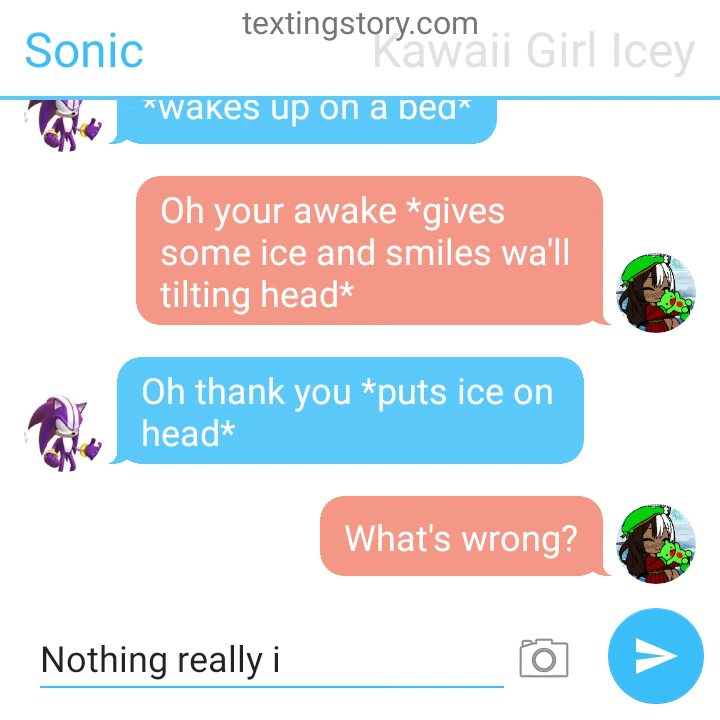 textingstory.com
Sonic
Kawaii Girl Icey
*wakes up on a bed*
Oh your awake *gives
some ice and smiles wa'll
tilting head*
Oh thank you *puts ice on
head*
What's wrong?
Nothing really i